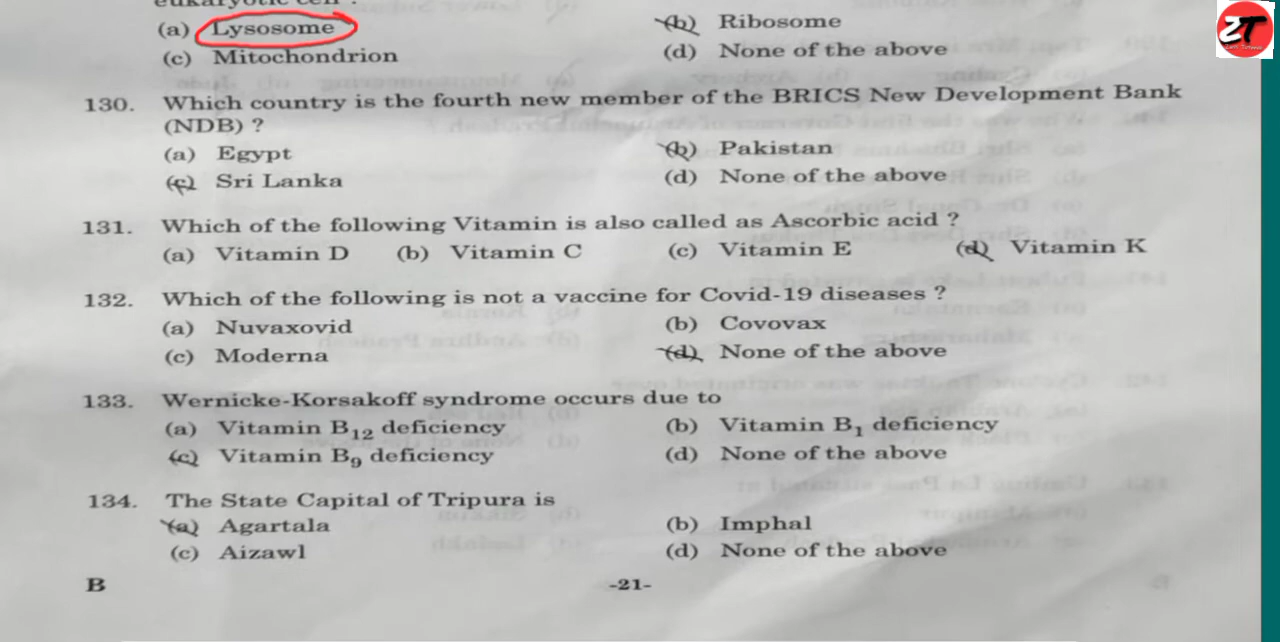 (a) Lysosome (b) Ribosome
(c) Mitochondrion (d) None of the above
130. Which country is the fourth new member of the BRICS New Development Bank
(NDB) ?
(a) Egypt (b) Pakistan
(c) Sri Lanka (d) None of the above
131. Which of the following Vitamin is also called as Ascorbic acid ?
(a) Vitamin D (b) Vitamin C (c) Vitamin E (d) Vitamin K
132. Which of the following is not a vaccine for Covid-19 diseases ?
(a) Nuvaxovid (b) Covovax
(c) Moderna (d) None of the above
133. Wernicke-Korsakoff syndrome occurs due to
(a) Vitamin B₁₂ deficiency (b) Vitamin B₁ deficiency
(c) Vitamin B₉ deficiency (d) None of the above
134. The State Capital of Tripura is
(a) Agartala (b) Imphal
(c) Aizawl (d) None of the above
B -21-
ZT